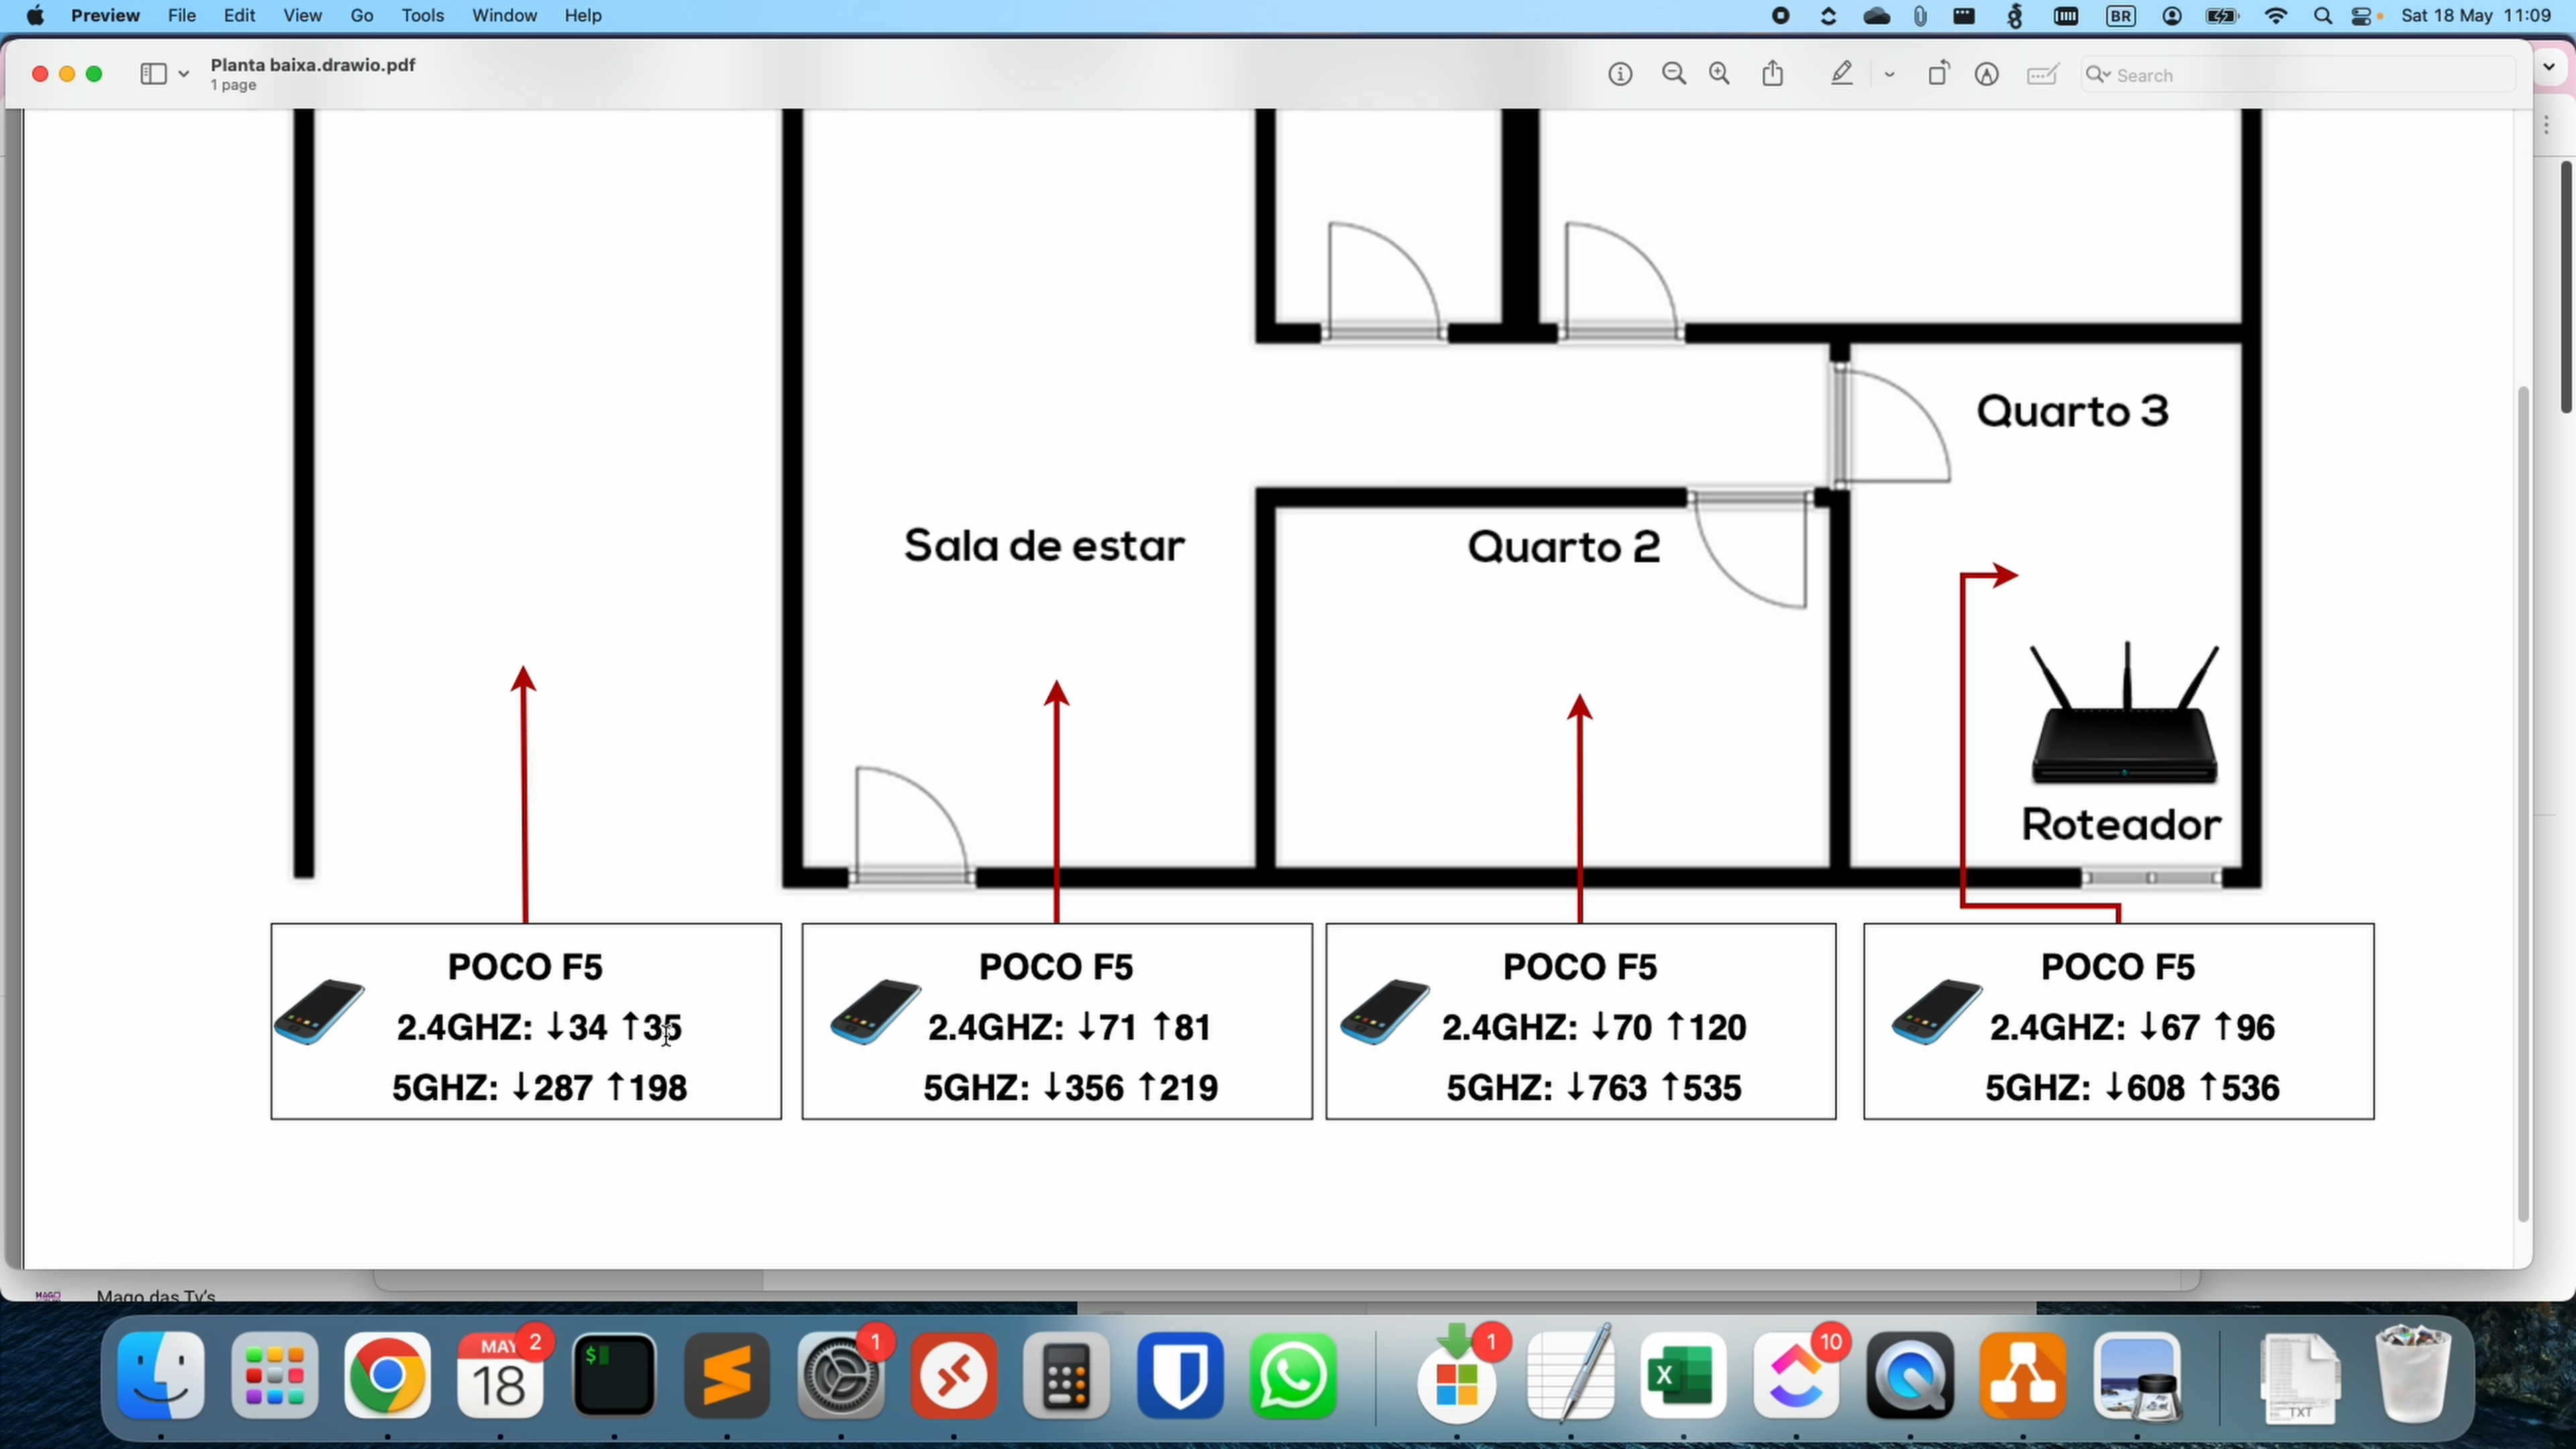 Preview File Edit View Go Tools Window Help BR Sat 18 May 11:09
Planta baixa.drawio.pdf
1 page
Search
Quarto 3
Sala de estar
Quarto 2
Roteador
POCO F5
2.4GHZ: ↓34 ↑35
5GHZ: ↓287 ↑198
POCO F5
2.4GHZ: ↓71 ↑81
5GHZ: ↓356 ↑219
POCO F5
2.4GHZ: ↓70 ↑120
5GHZ: ↓763 ↑535
POCO F5
2.4GHZ: ↓67 ↑96
5GHZ: ↓608 ↑536
MAGO
Mago das Tv's
MAY 2
18
$
1
1
X
10
TXT